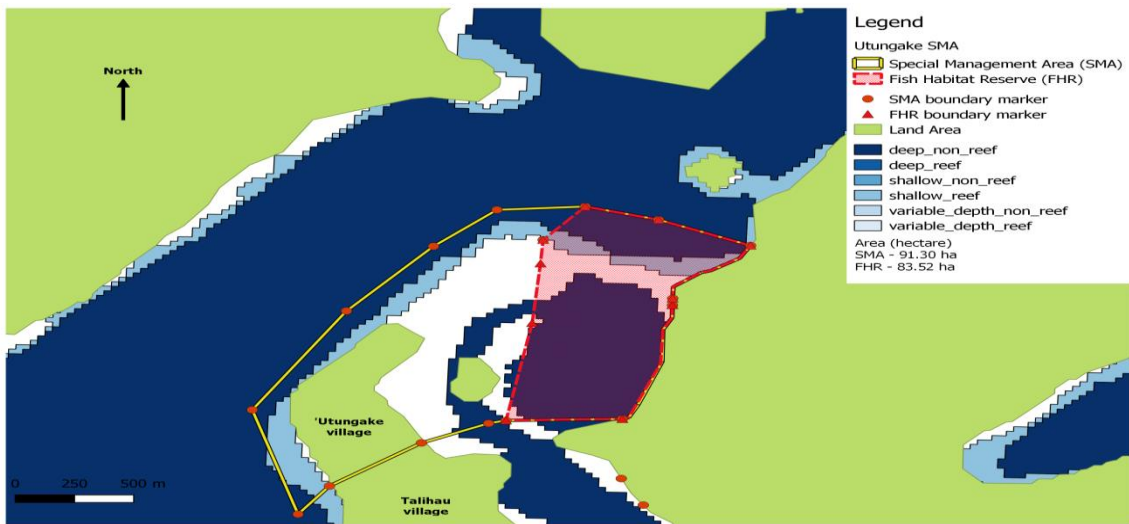 North
'Utungake
village
Talihau
village
0 250 500 m
Legend
Utungake SMA
Special Management Area (SMA)
Fish Habitat Reserve (FHR)
SMA boundary marker
FHR boundary marker
Land Area
deep_non_reef
deep_reef
shallow_non_reef
shallow_reef
variable_depth_non_reef
variable_depth_reef
Area (hectare)
SMA - 91.30 ha
FHR - 83.52 ha